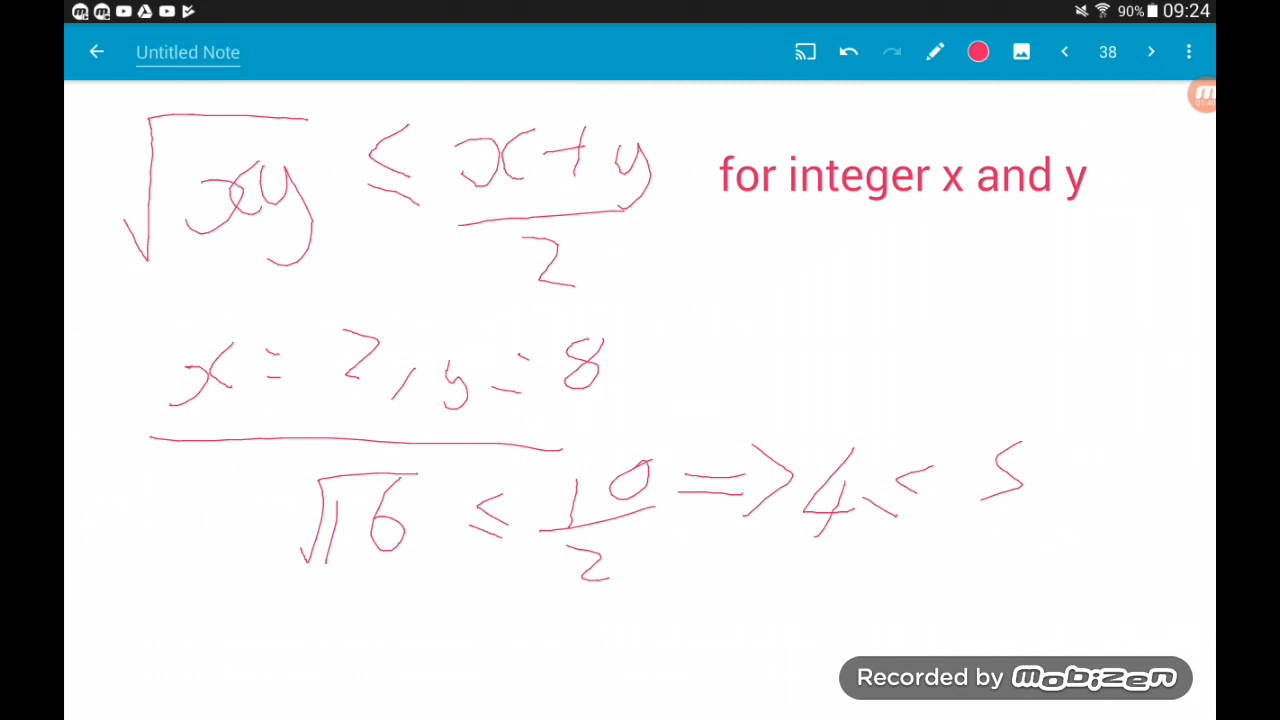 90% 09:24
Untitled Note 38
√xy ≤ x+y/2 for integer x and y
x = 2, y = 8
√16 ≤ 10/2 => 4 ≤ 5
Recorded by mobizen